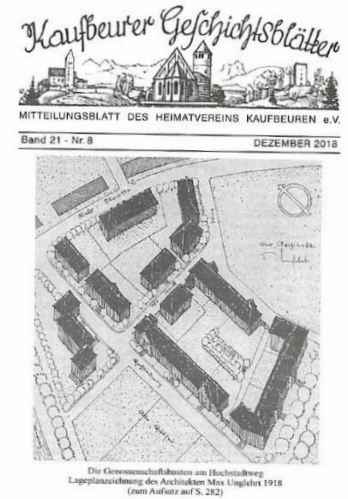 Kaufbeurer Geschichtsblätter
MITTEILUNGSBLATT DES HEIMATVEREINS KAUFBEUREN e.V.
Band 21 - Nr. 8 DEZEMBER 2018
Die Genossenschaftsbauten am Hochstadtweg
Lageplanzeichnung des Architekten Max Unglehrt 1918
(zum Aufsatz auf S. 282)